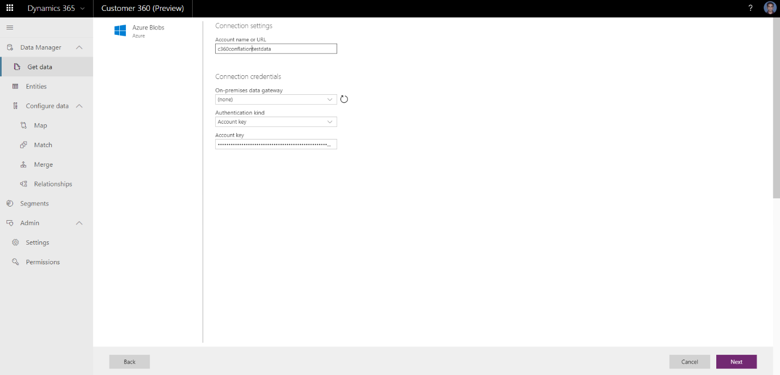 Dynamics 365
Customer 360 (Preview)
?
Data Manager
Get data
Entities
Configure data
Map
Match
Merge
Relationships
Segments
Admin
Settings
Permissions
Azure Blobs
Azure
Connection settings
Account name or URL
c360conflationtestdata
Connection credentials
On-premises data gateway
(none)
Authentication kind
Account key
Account key
Back
Cancel
Next